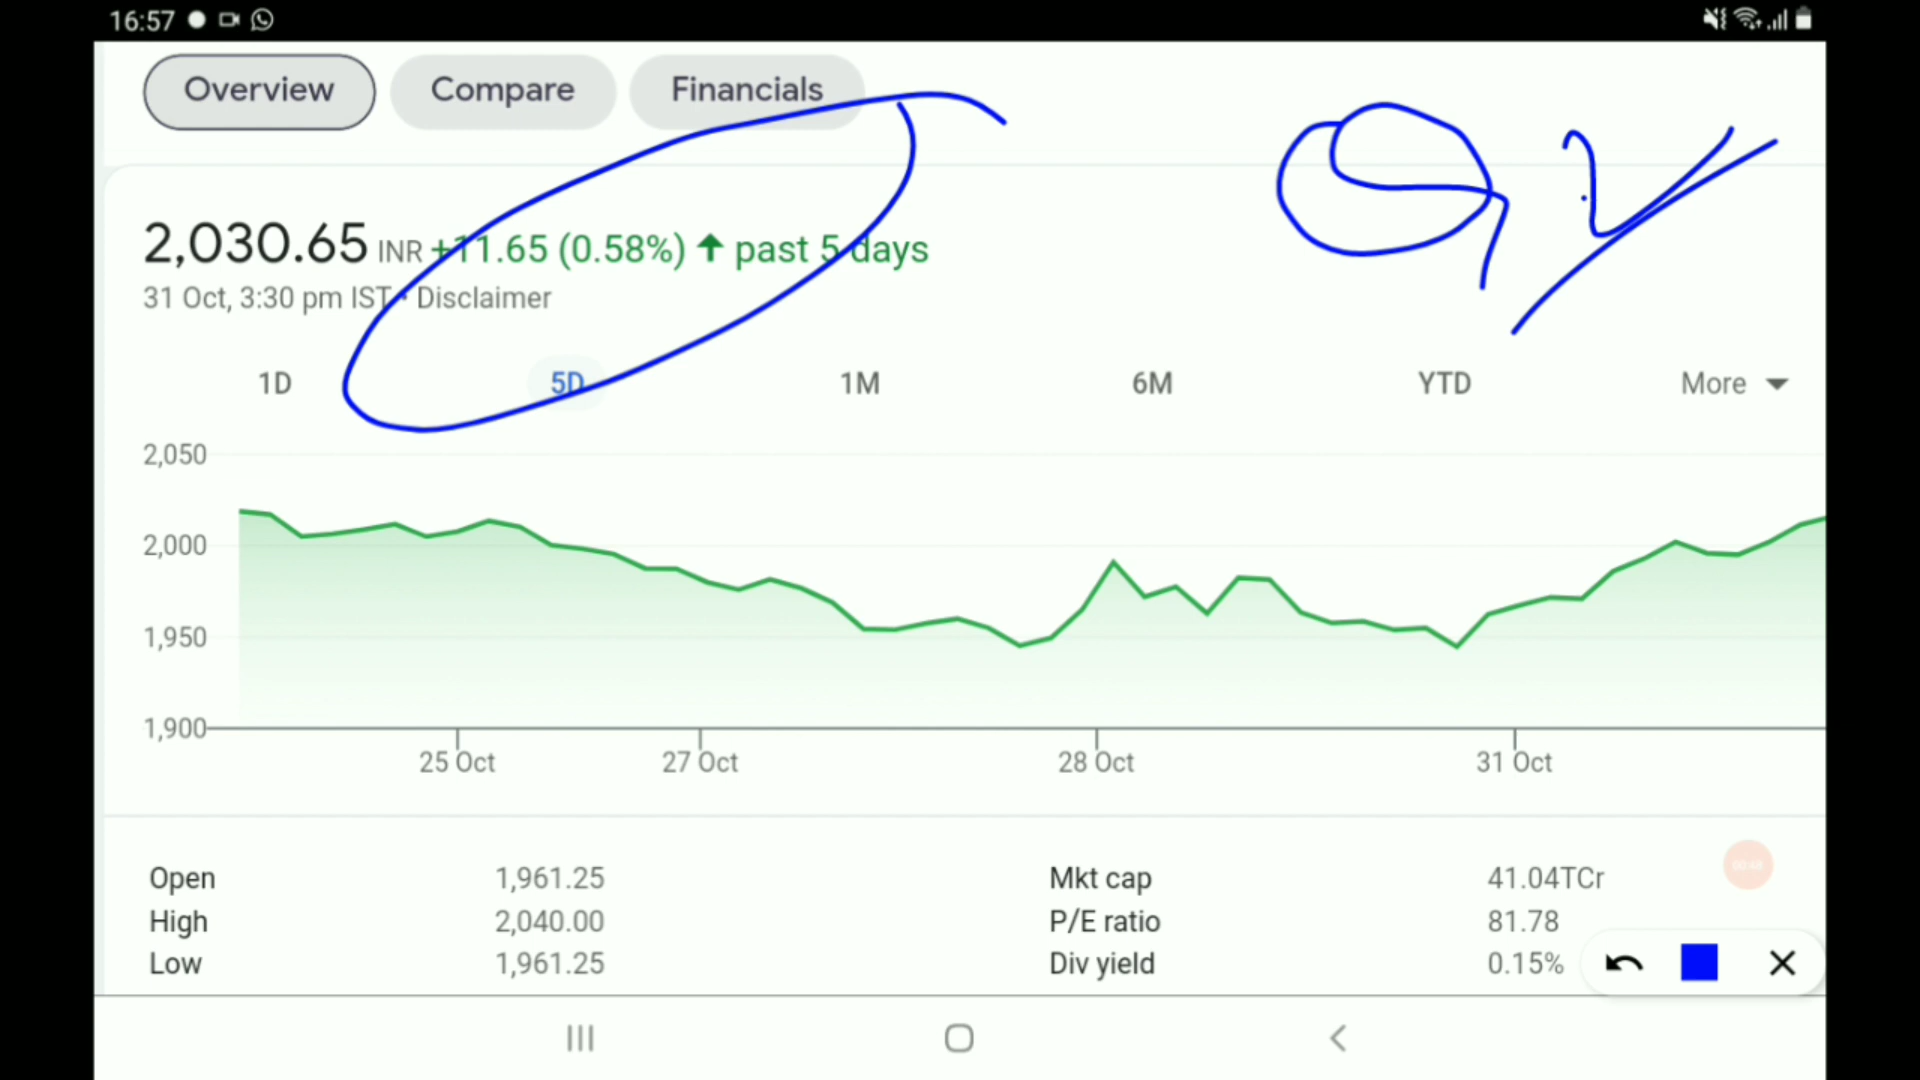 16:57
Overview Compare Financials
2,030.65 INR +11.65 (0.58%) ↑ past 5 days
31 Oct, 3:30 pm IST • Disclaimer
1D 5D 1M 6M YTD More
2,050
2,000
1,950
1,900
25 Oct 27 Oct 28 Oct 31 Oct
Open 1,961.25 Mkt cap 41.04TCr
High 2,040.00 P/E ratio 81.78
Low 1,961.25 Div yield 0.15%